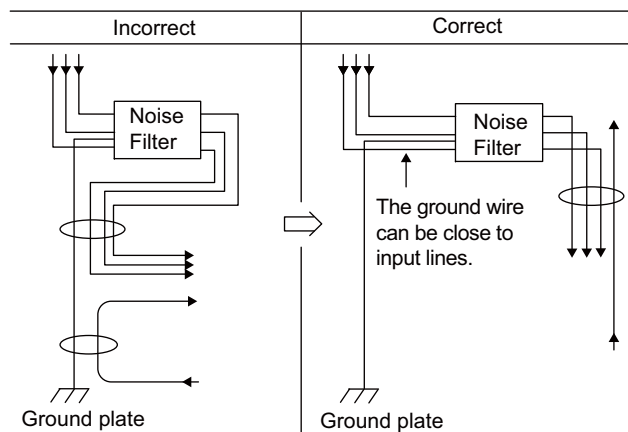 Incorrect
Correct
Noise
Filter
Ground plate
Noise
Filter
The ground wire
can be close to
input lines.
Ground plate